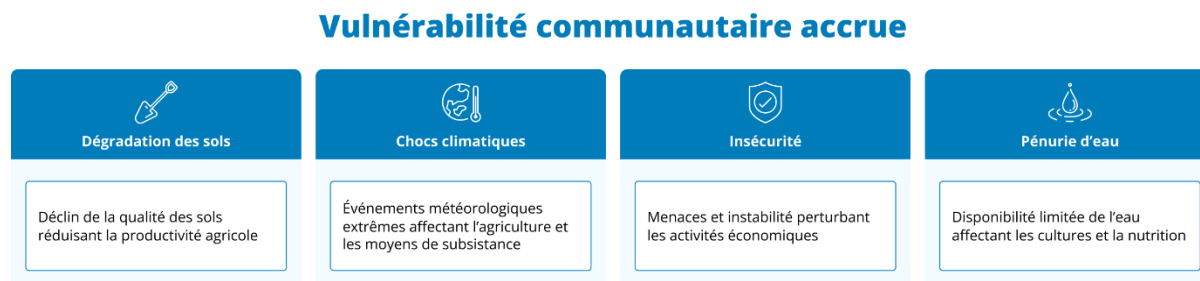 Vulnérabilité communautaire accrue
Dégradation des sols
Déclin de la qualité des sols
réduisant la productivité agricole
Chocs climatiques
Événements météorologiques
extrêmes affectant l’agriculture et
les moyens de subsistance
Insécurité
Menaces et instabilité perturbant
les activités économiques
Pénurie d’eau
Disponibilité limitée de l’eau
affectant les cultures et la nutrition